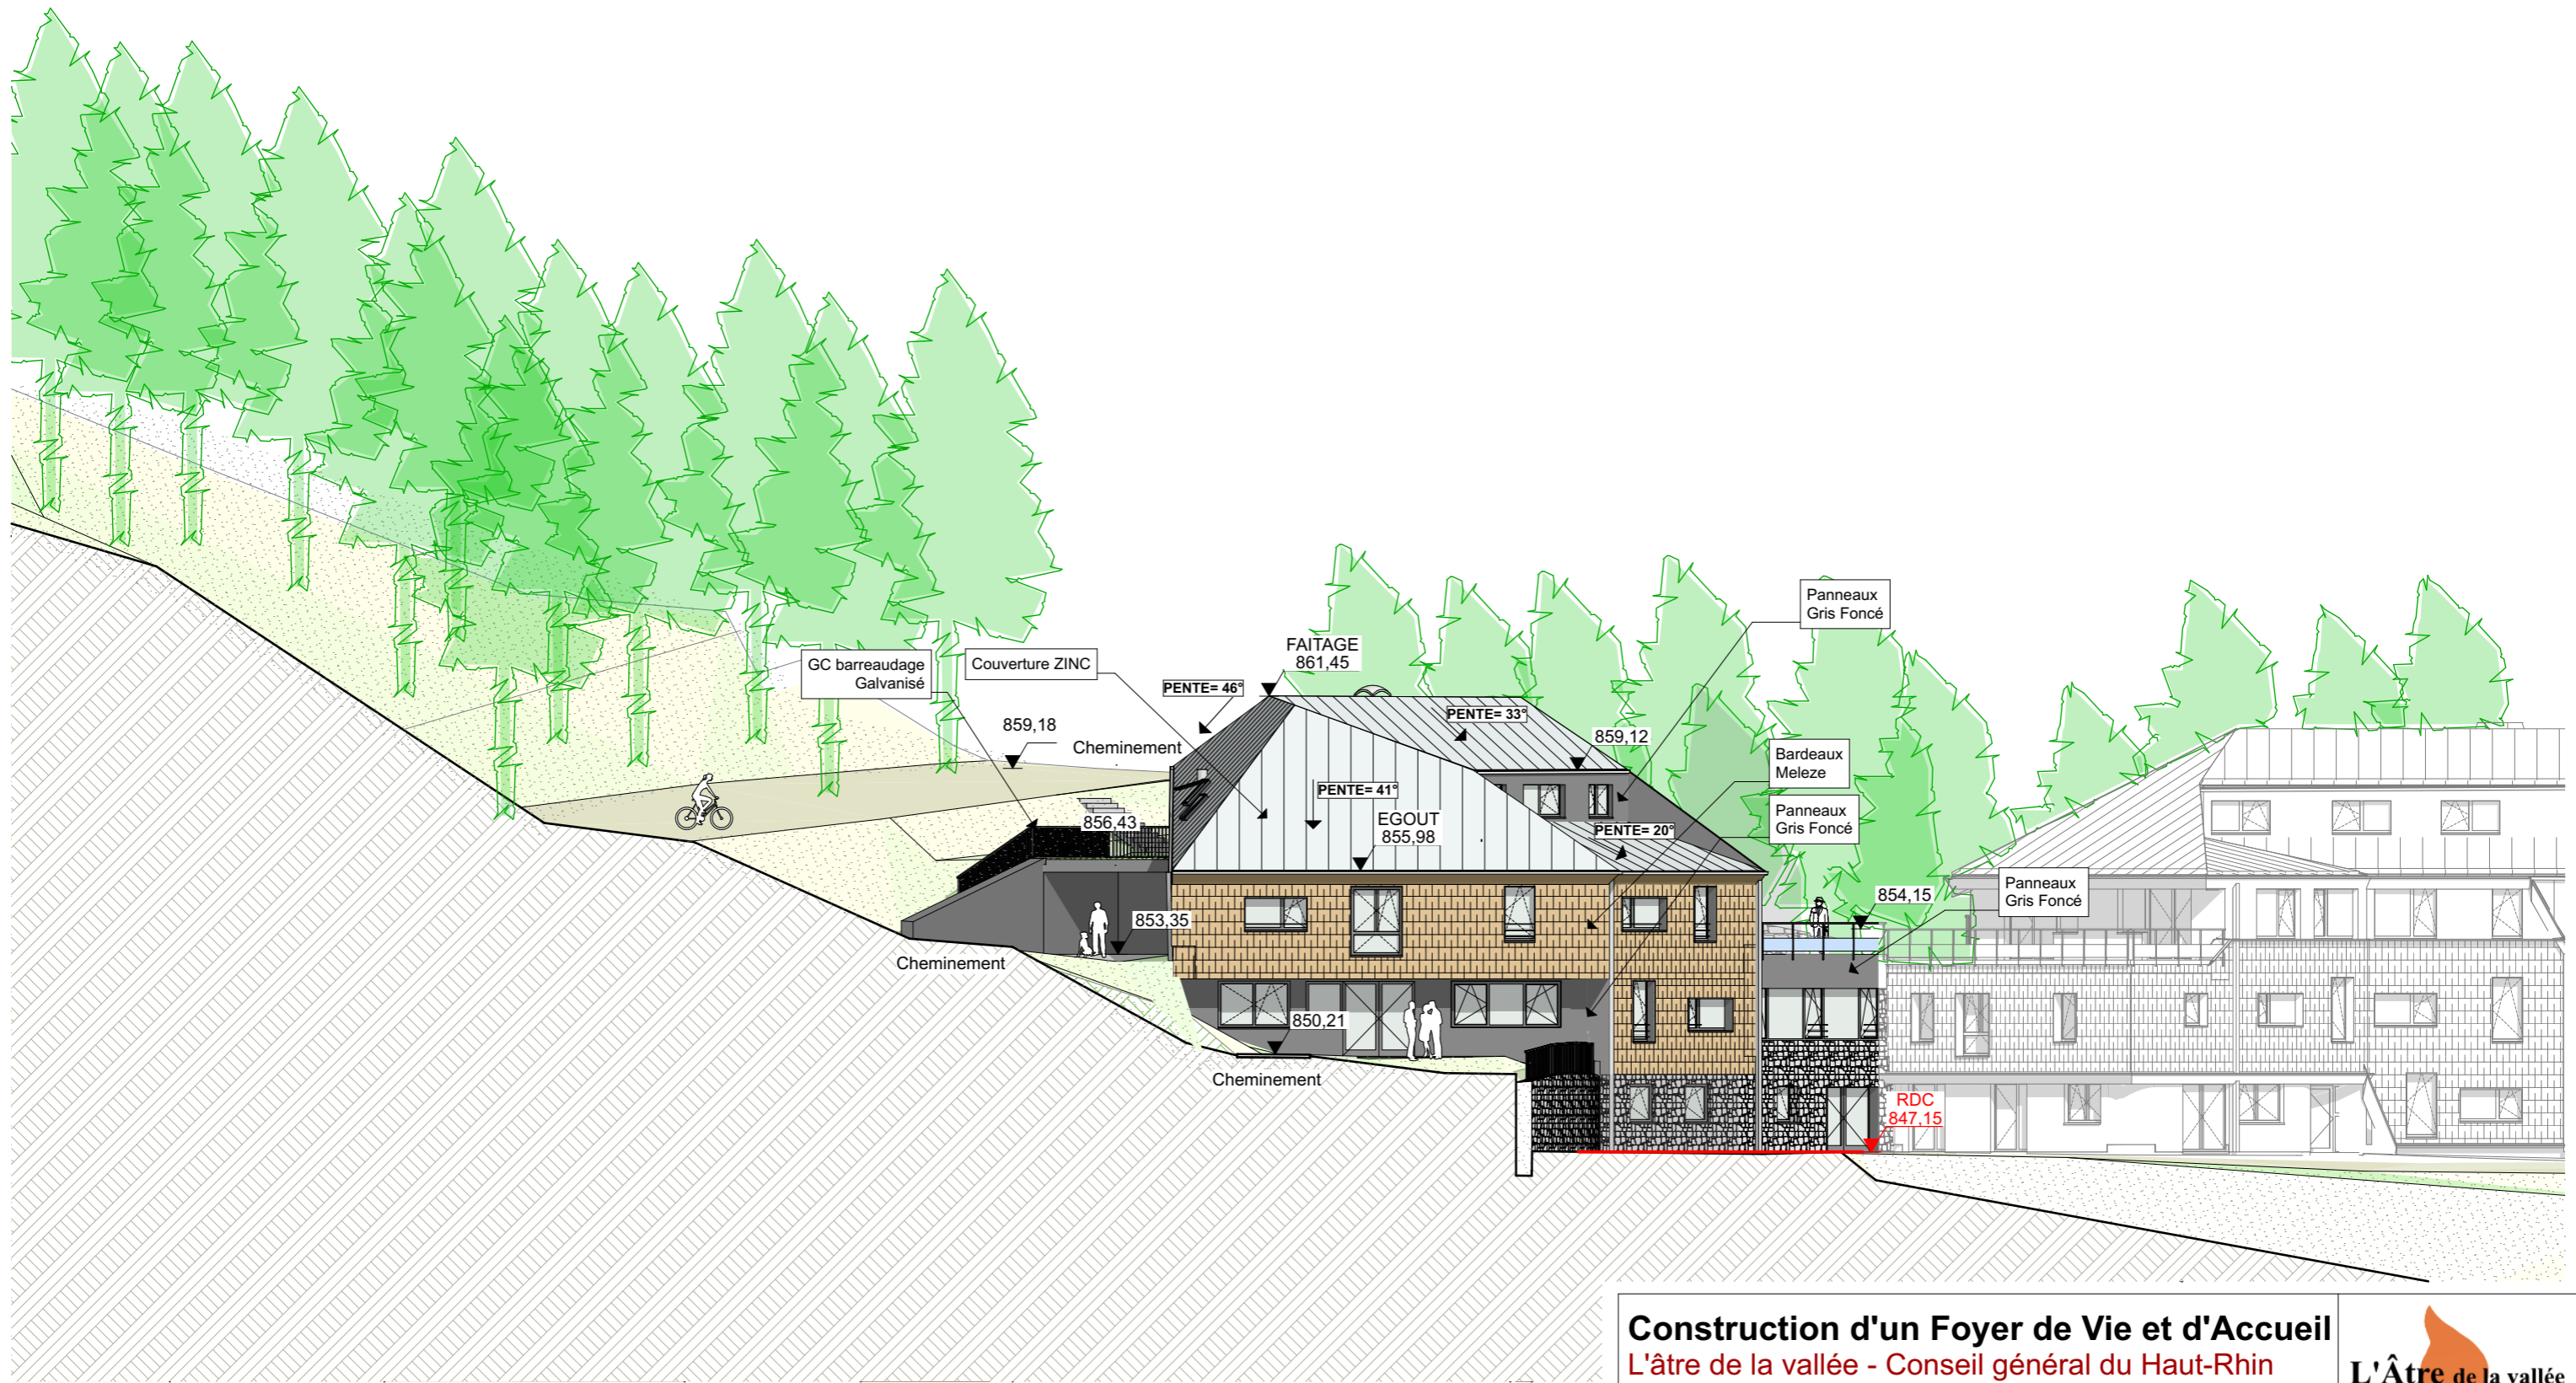 Panneaux
Gris Foncé
FAITAGE
861,45
GC barreaudage
Galvanisé
Couverture ZINC
PENTE= 46°
PENTE= 33°
859,18
Cheminement
859,12
Bardeaux
Meleze
PENTE= 41°
Panneaux
Gris Foncé
856,43
EGOUT
855,98
PENTE= 20°
Panneaux
Gris Foncé
854,15
853,35
Cheminement
850,21
Cheminement
RDC
847,15
Construction d'un Foyer de Vie et d'Accueil
L'âtre de la vallée - Conseil général du Haut-Rhin
L'Âtre de la vallée